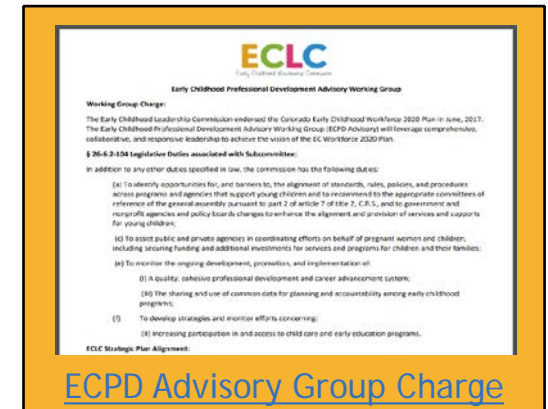 ECLC
Early Childhood Leadership Commission
Early Childhood Professional Development Advisory Working Group
Working Group Charge:
The Early Childhood Leadership Commission endorsed the Colorado Early Childhood Workforce 2020 Plan in June, 2017.
The Early Childhood Professional Development Advisory Working Group (ECPD Advisory) will leverage comprehensive,
collaborative, and responsive leadership to achieve the vision of the EC Workforce 2020 Plan.
§ 26-6.2-104 Legislative Duties associated with Subcommittee:
In addition to any other duties specified in law, the commission has the following duties:
(a) To identify opportunities for, and barriers to, the alignment of standards, rules, policies, and procedures
across programs and agencies that support young children and to recommend to the appropriate committees of
reference of the general assembly pursuant to part 2 of article 7 of title 2, C.R.S., and to government and
nonprofit agencies and policy boards changes to enhance the alignment and provision of services and supports
for young children;
(c) To assist public and private agencies in coordinating efforts on behalf of pregnant women and children,
including securing funding and additional investments for services and programs for children and their families;
(e) To monitor the ongoing development, promotion, and implementation of:
(I) A quality, cohesive professional development and career advancement system;
(III) The sharing and use of common data for planning and accountability among early childhood
programs;
(f) To develop strategies and monitor efforts concerning:
(II) Increasing participation in and access to child care and early education programs.
ECLC Strategic Plan Alignment:
ECPD Advisory Group Charge